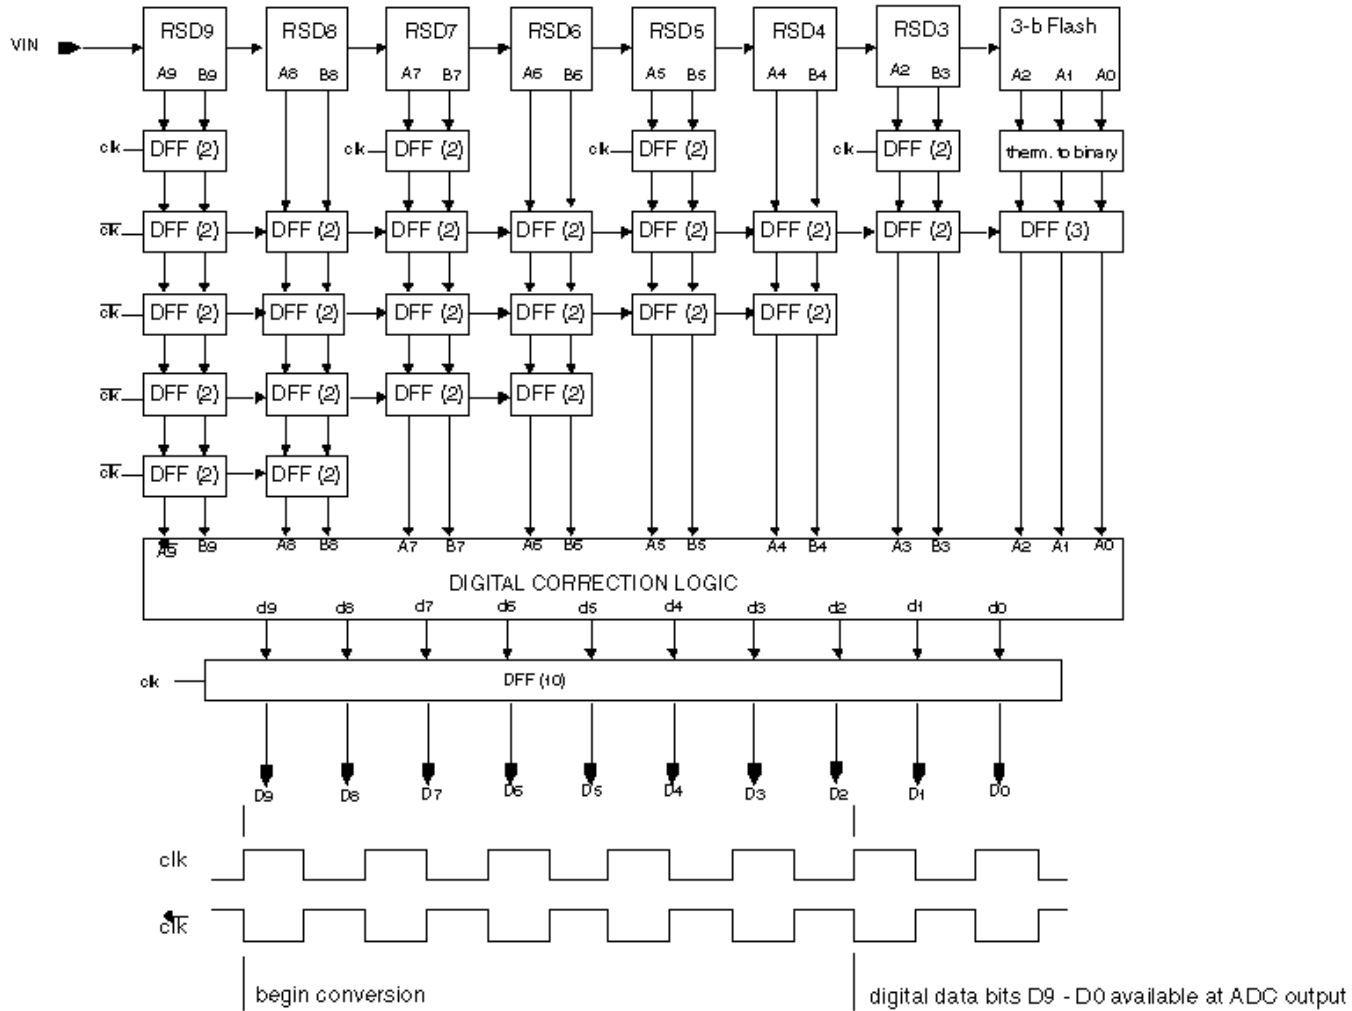 VIN RSD9 RSD8 RSD7 RSD6 RSD5 RSD4 RSD3 3-b Flash
A9 B9 A8 B8 A7 B7 A6 B6 A5 B5 A4 B4 A2 B3 A2 A1 A0
clk DFF (2) clk DFF (2) clk DFF (2) clk DFF (2) therm. to binary
clk DFF (2) DFF (2) DFF (2) DFF (2) DFF (2) DFF (2) DFF (2) DFF (3)
clk DFF (2) DFF (2) DFF (2) DFF (2) DFF (2) DFF (2)
clk DFF (2) DFF (2) DFF (2) DFF (2)
clk DFF (2) DFF (2)
A9 B9 A8 B8 A7 B7 A6 B6 A5 B5 A4 B4 A3 B3 A2 A1 A0
DIGITAL CORRECTION LOGIC
d9 d8 d7 d6 d5 d4 d3 d2 d1 d0
clk DFF (10)
D9 D8 D7 D6 D5 D4 D3 D2 D1 D0
clk
clk
begin conversion digital data bits D9 - D0 available at ADC output